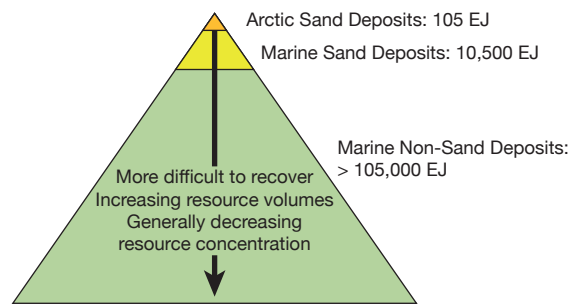 Arctic Sand Deposits: 105 EJ
Marine Sand Deposits: 10,500 EJ
Marine Non-Sand Deposits:
> 105,000 EJ
More difficult to recover
Increasing resource volumes
Generally decreasing
resource concentration